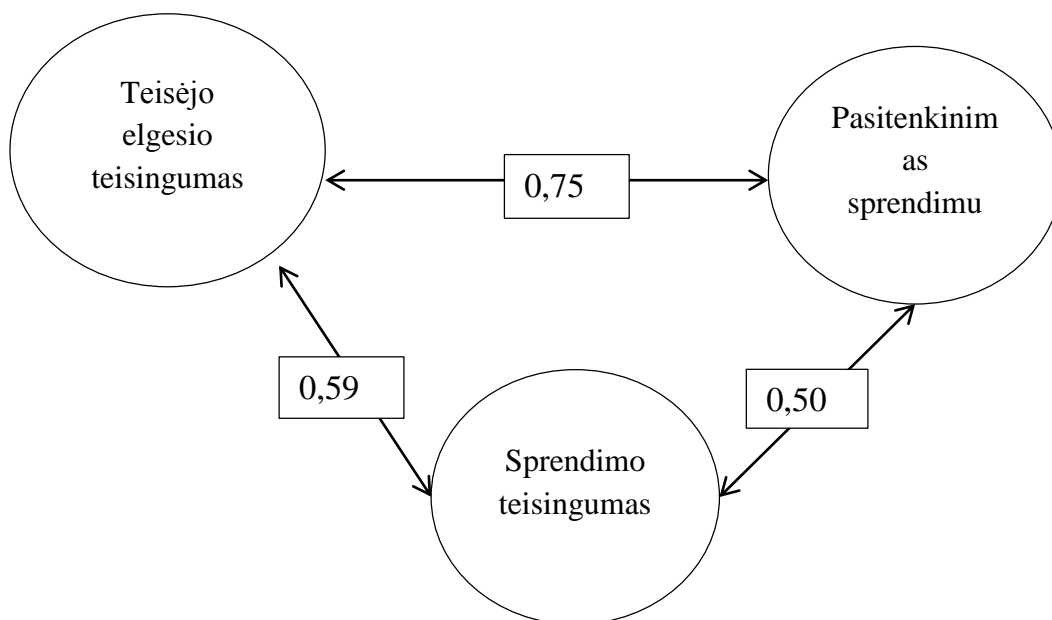 Teisėjo
elgesio
teisingumas
Pasitenkinim
as
sprendimu
0,75
0,59
0,50
Sprendimo
teisingumas